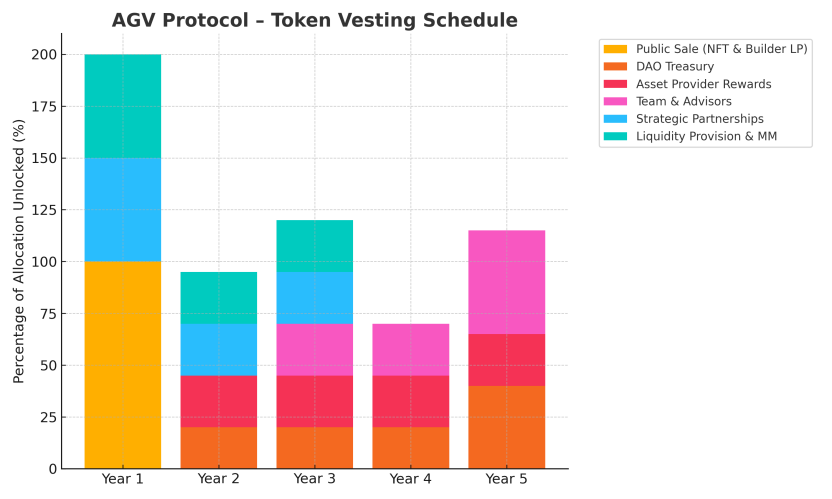 AGV Protocol – Token Vesting Schedule
Percentage of Allocation Unlocked (%)
200
175
150
125
100
75
50
25
0
Year 1
Year 2
Year 3
Year 4
Year 5
Public Sale (NFT & Builder LP)
DAO Treasury
Asset Provider Rewards
Team & Advisors
Strategic Partnerships
Liquidity Provision & MM